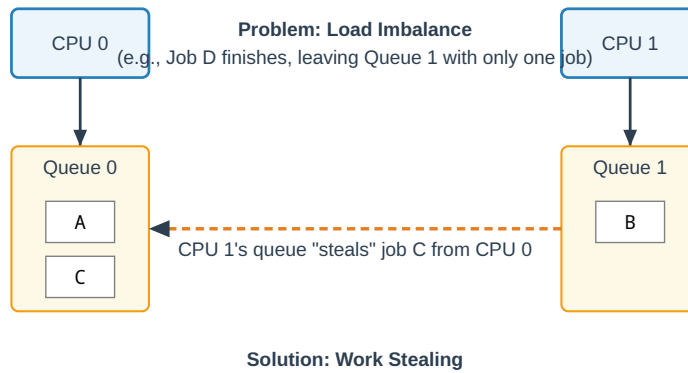 Problem: Load Imbalance
CPU 0
CPU 1
(e.g., Job D finishes, leaving Queue 1 with only one job)
Queue 0
Queue 1
A
B
CPU 1's queue "steals" job C from CPU 0
C
Solution: Work Stealing